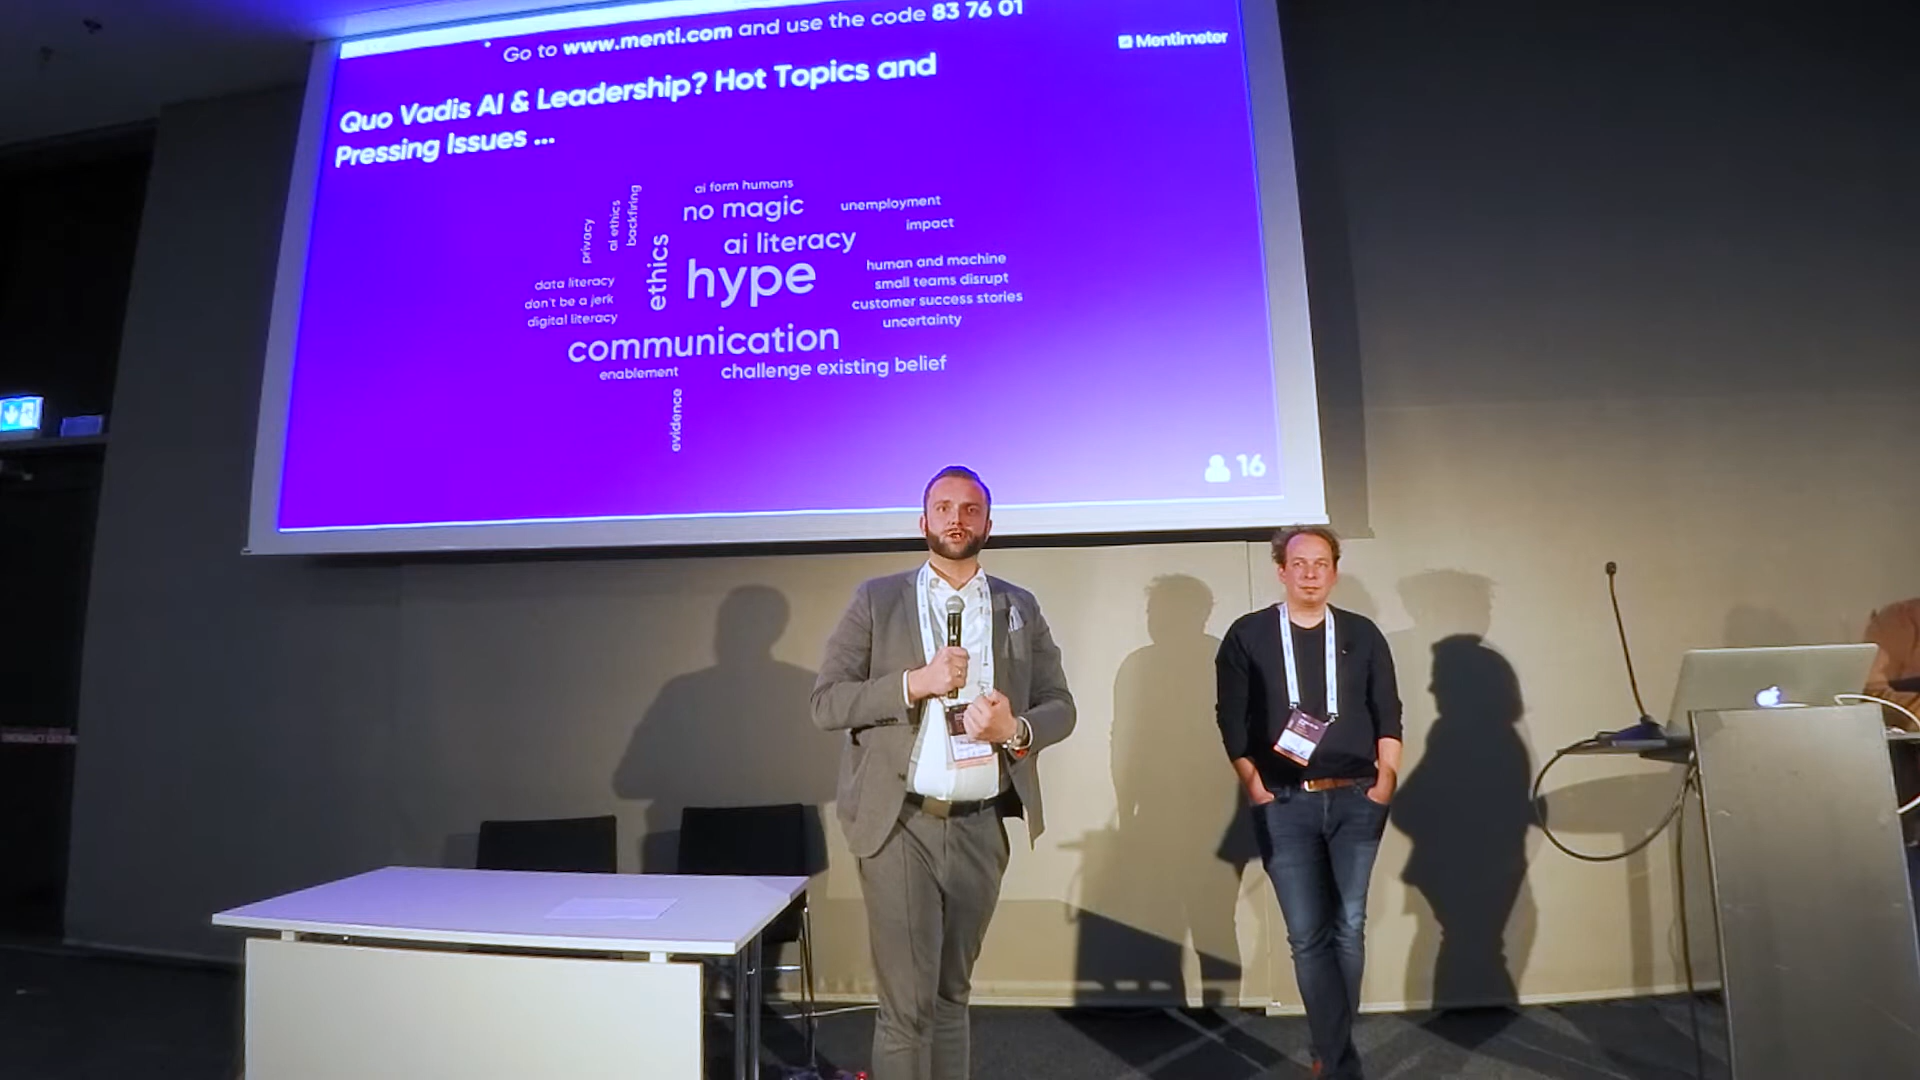 Go to www.menti.com and use the code 83 76 01
Mentimeter
Quo Vadis AI & Leadership? Hot Topics and
Pressing Issues ...
ai form humans
no magic
unemployment
impact
privacy
ai ethics
backfiring
ethics
ai literacy
hype
human and machine
small teams disrupt
customer success stories
uncertainty
data literacy
don't be a jerk
digital literacy
communication
enablement
challenge existing belief
evidence
16